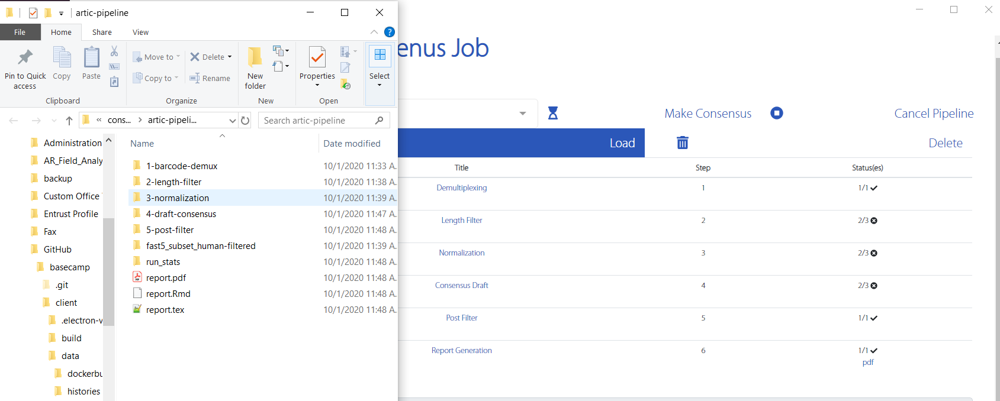 artic-pipeline
File Home Share View
Pin to Quick access
Copy
Paste
Clipboard
Move to
Copy to
Delete
Rename
Organize
New folder
New
Properties
Open
Select
« cons... > artic-pipeli...
Search artic-pipeline
Administration
AR_Field_Analy
backup
Custom Office
Entrust Profile
Fax
GitHub
basecamp
.git
client
.electron-v
build
data
dockerbu
histories
Name Date modified
1-barcode-demux 10/1/2020 11:33 A.
2-length-filter 10/1/2020 11:38 A.
3-normalization 10/1/2020 11:39 A.
4-draft-consensus 10/1/2020 11:47 A.
5-post-filter 10/1/2020 11:48 A.
fast5_subset_human-filtered 10/1/2020 11:39 A.
run_stats 10/1/2020 11:48 A.
report.pdf 10/1/2020 11:48 A.
report.Rmd 10/1/2020 11:48 A.
report.tex 10/1/2020 11:48 A.
enus Job
Make Consensus Cancel Pipeline
Load Delete
Title Step Status(es)
Demultiplexing 1 1/1
Length Filter 2 2/3
Normalization 3 2/3
Consensus Draft 4 2/3
Post Filter 5 1/1
Report Generation 6 1/1
pdf